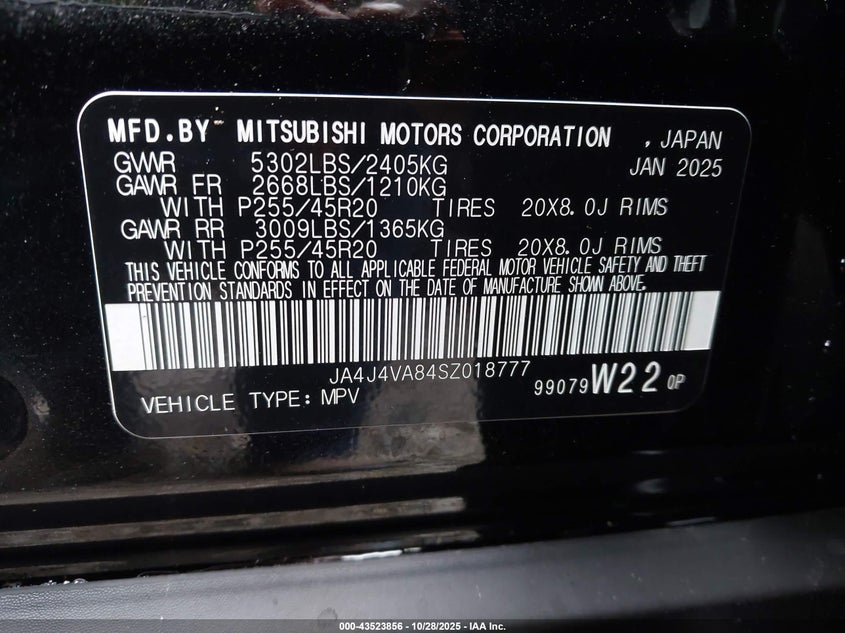 MFD.BY MITSUBISHI MOTORS CORPORATION , JAPAN
GWWR 5302LBS/2405KG JAN 2025
GAWR FR 2668LBS/1210KG
WITH P255/45R20 TIRES 20X8.0J RIMS
GAWR RR 3009LBS/1365KG
WITH P255/45R20 TIRES 20X8.0J RIMS
THIS VEHICLE CONFORMS TO ALL APPLICABLE FEDERAL MOTOR VEHICLE SAFETY AND THEFT
PREVENTION STANDARDS IN EFFECT ON THE DATE OF MANUFACTURE SHOWN ABOVE.
JA4J4VA84SZ018777
VEHICLE TYPE: MPV 99079 W22 0P
000-43523856 - 10/28/2025 - IAA Inc.